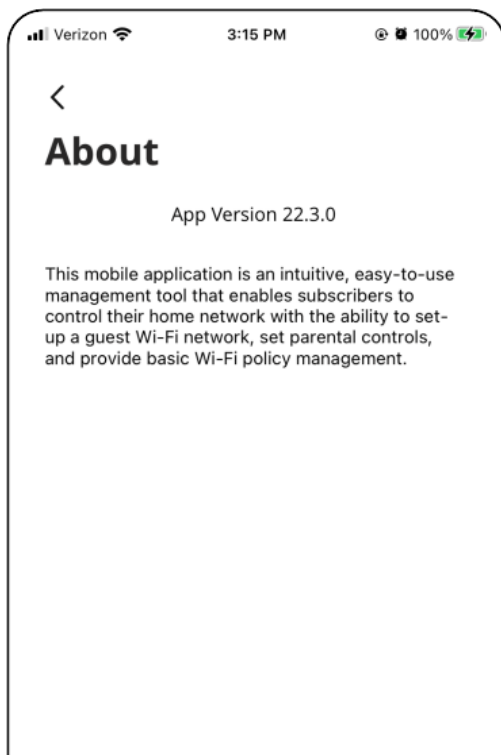 Verizon 3:15 PM 100%
About
App Version 22.3.0
This mobile application is an intuitive, easy-to-use
management tool that enables subscribers to
control their home network with the ability to set-
up a guest Wi-Fi network, set parental controls,
and provide basic Wi-Fi policy management.